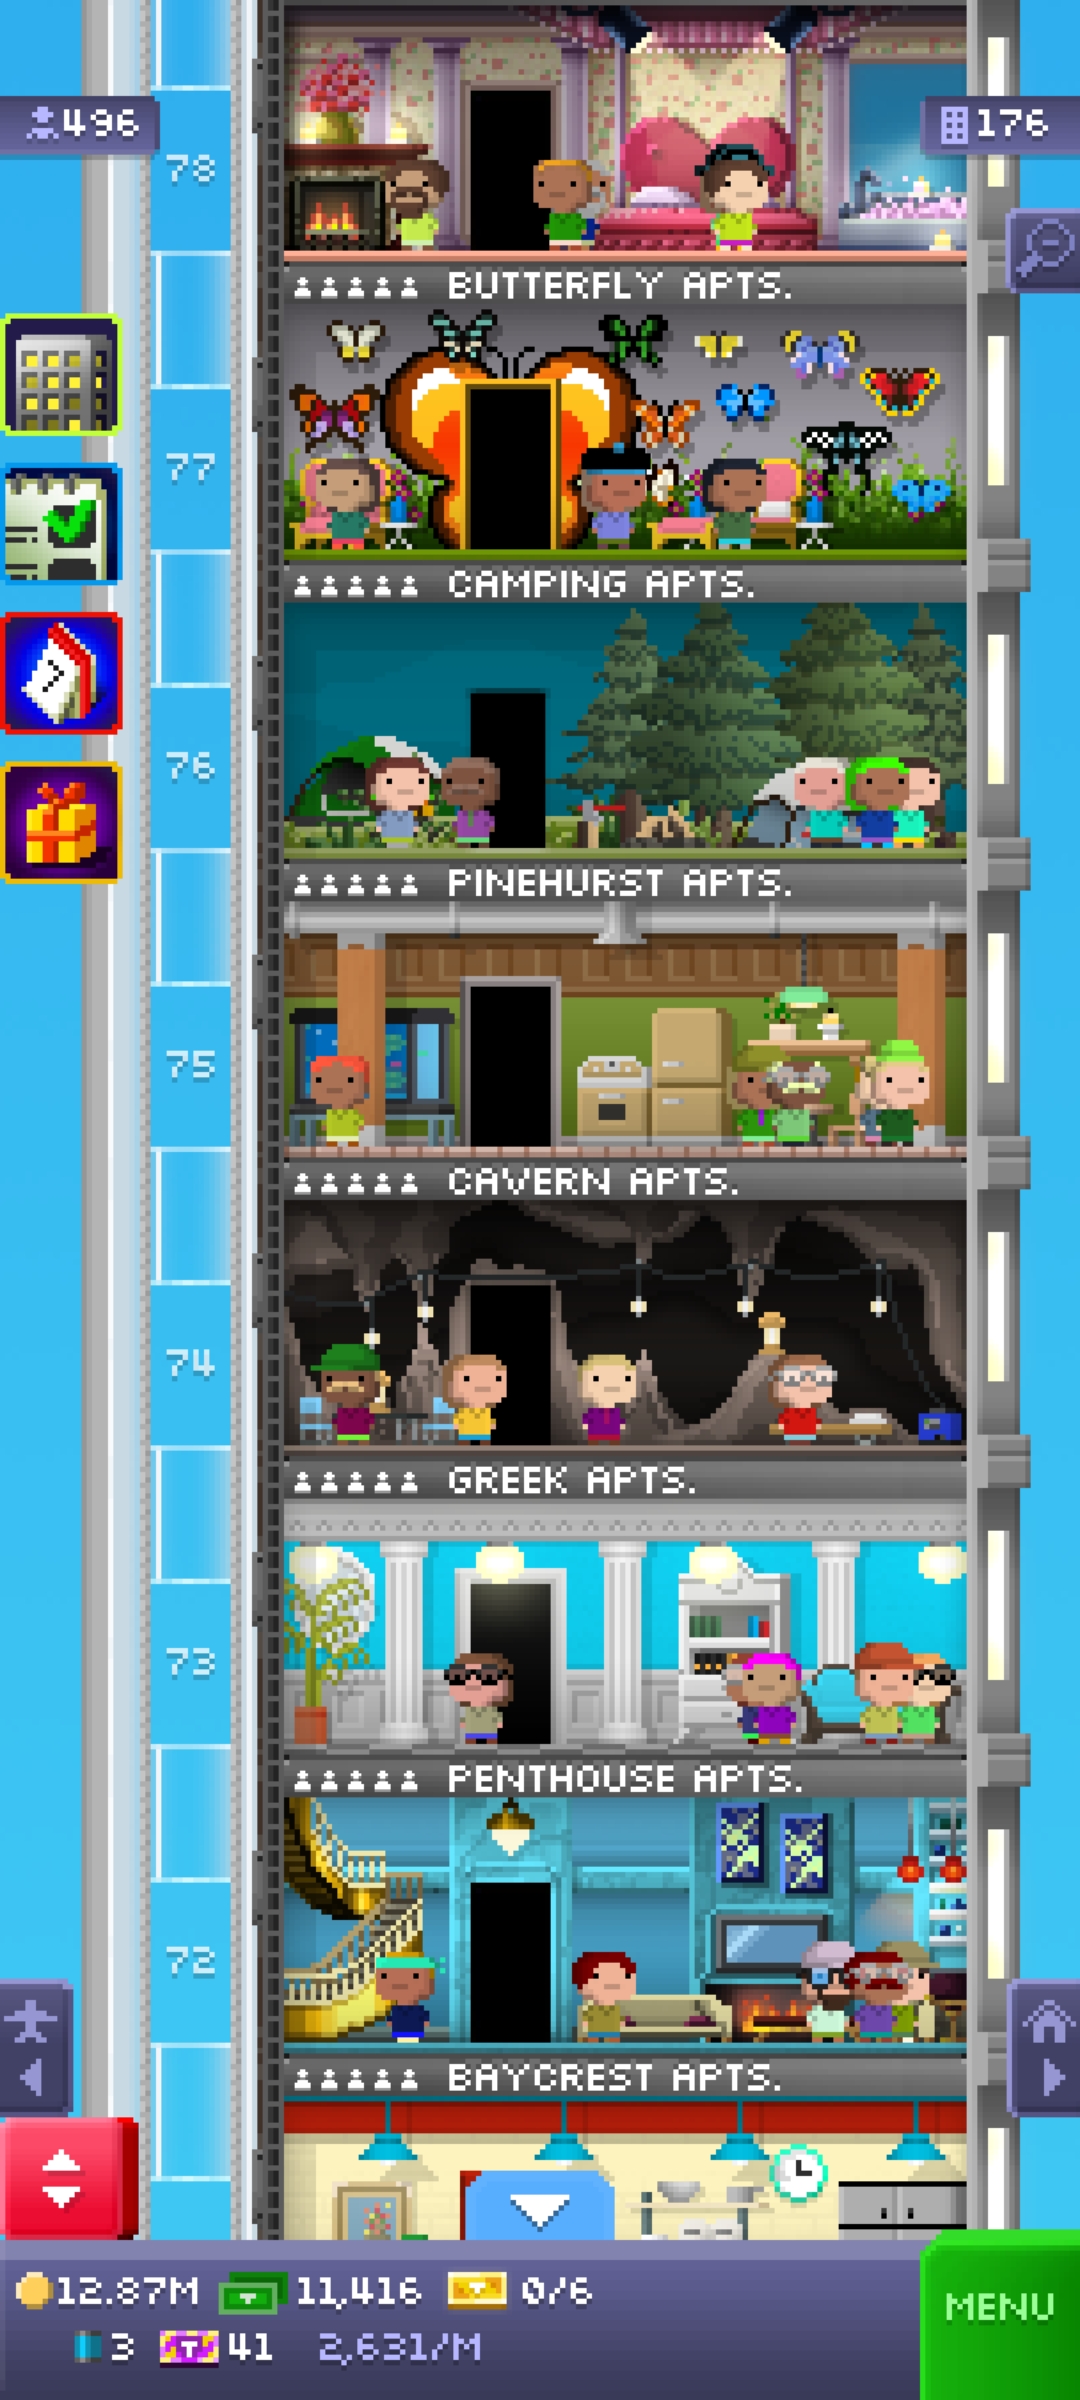 496
176
78
BUTTERFLY APTS.
77
CAMPING APTS.
7
76
PINEHURST APTS.
75
CAVERN APTS.
74
GREEK APTS.
73
PENTHOUSE APTS.
72
BAYCREST APTS.
12.87M 11,416 0/6
3 T 41 2,631/M
MENU